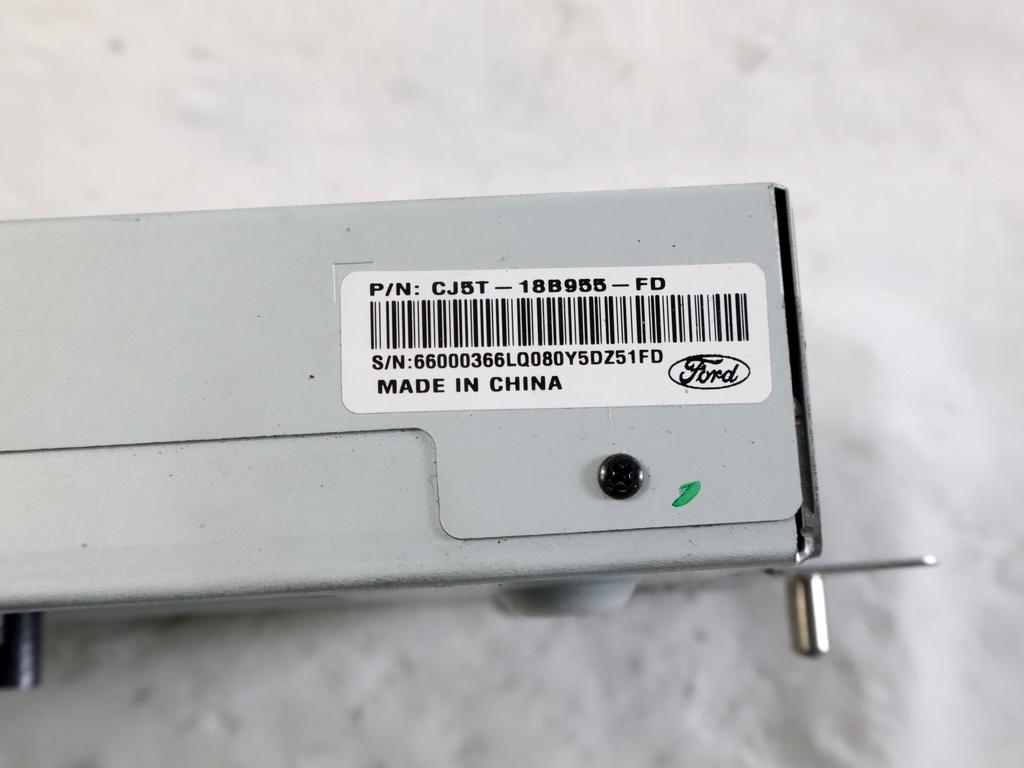 P/N: CJ5T-18B955-FD
S/N:66000366LQ080Y5DZ51FD
Ford
MADE IN CHINA